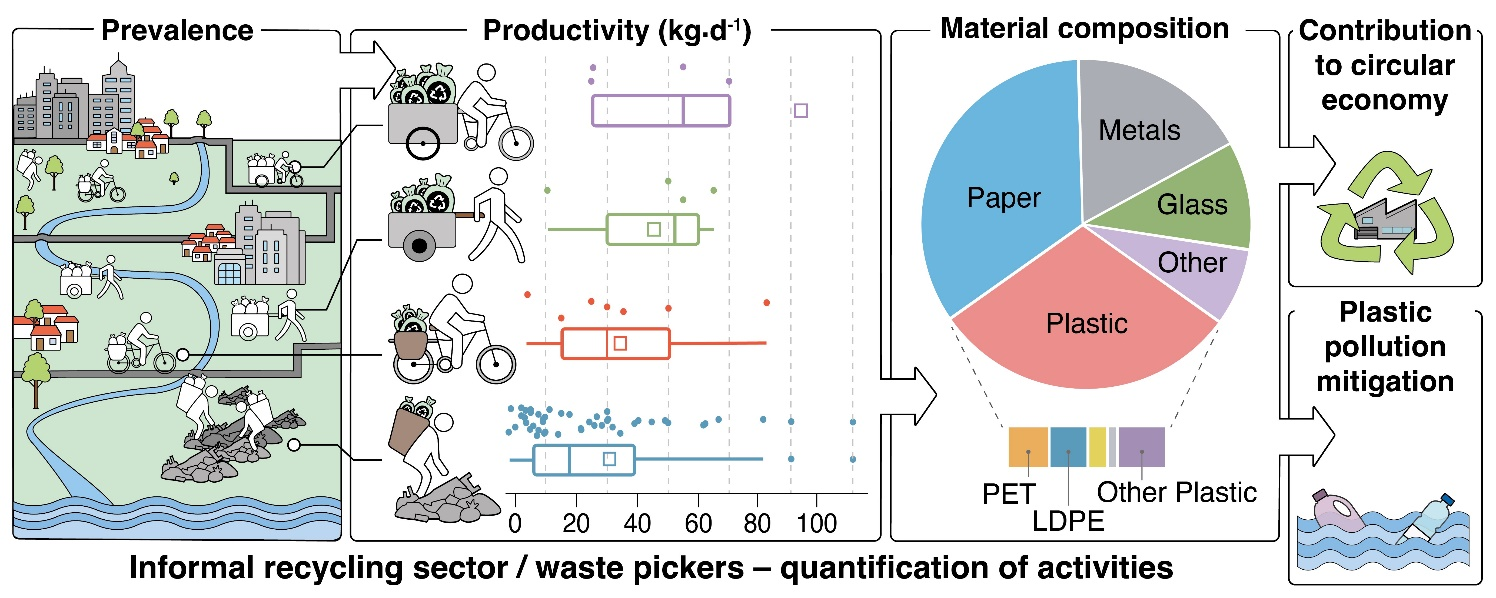 Prevalence
Productivity (kg·d⁻¹)
Material composition
Contribution
to circular
economy
Metals
Paper
Glass
Other
Plastic
Plastic
pollution
mitigation
PET
Other Plastic
LDPE
0 20 40 60 80 100
Informal recycling sector / waste pickers – quantification of activities